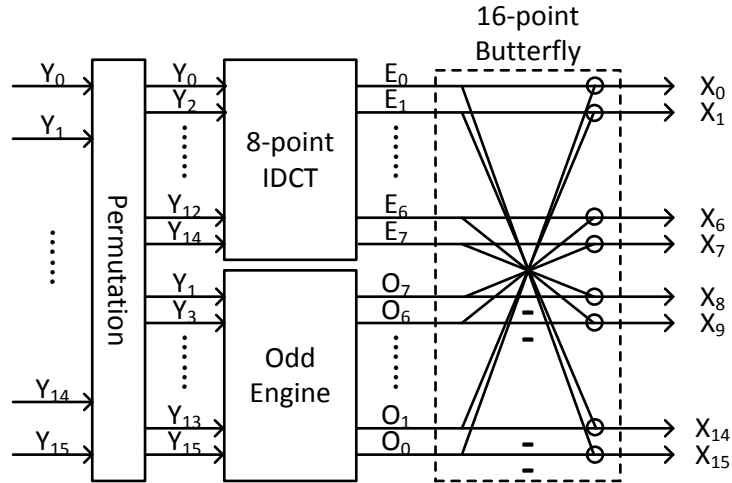 16-point
Butterfly
Y0 Y0 E0 X0
Y1 Y2 E1 X1
8-point
IDCT
Permutation
Y12 E6 X6
Y14 E7 X7
Y1 O7 X8
Y3 O6 - X9
-
Odd
Engine
Y14 Y13 O1 X14
-
Y15 Y15 O0 X15
-